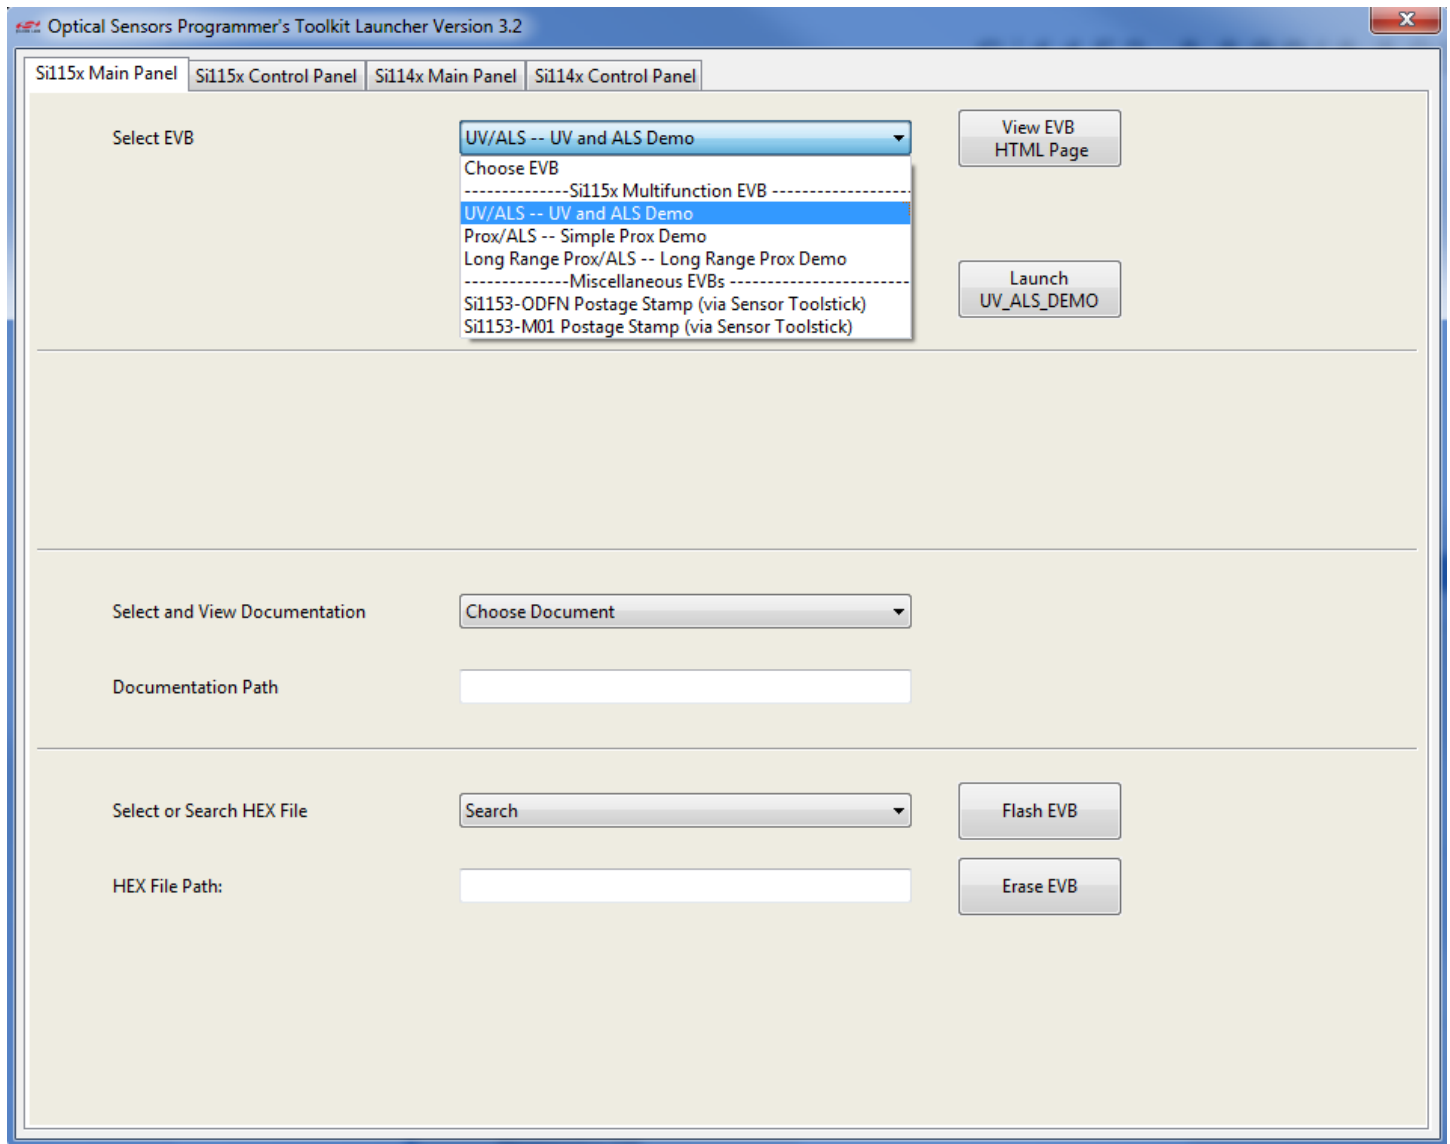 Optical Sensors Programmer's Toolkit Launcher Version 3.2
Si115x Main Panel
Si115x Control Panel
Si114x Main Panel
Si114x Control Panel
Select EVB
UV/ALS -- UV and ALS Demo
View EVB
HTML Page
Choose EVB
--------------Si115x Multifunction EVB -------------------
UV/ALS -- UV and ALS Demo
Prox/ALS -- Simple Prox Demo
Long Range Prox/ALS -- Long Range Prox Demo
--------------Miscellaneous EVBs ------------------------
Si1153-ODFN Postage Stamp (via Sensor Toolstick)
Si1153-M01 Postage Stamp (via Sensor Toolstick)
Launch
UV_ALS_DEMO
Select and View Documentation
Choose Document
Documentation Path
Select or Search HEX File
Search
Flash EVB
HEX File Path:
Erase EVB